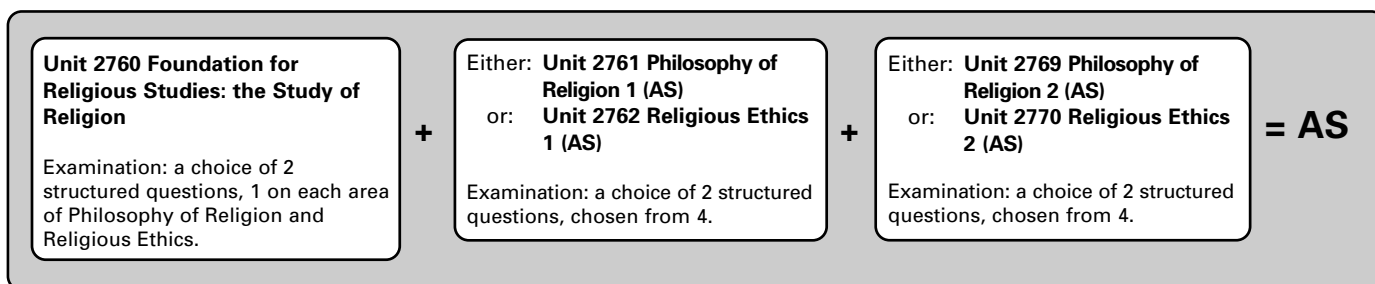 Unit 2760 Foundation for
Religious Studies: the Study of
Religion
Examination: a choice of 2
structured questions, 1 on each area
of Philosophy of Religion and
Religious Ethics.
+
Either: Unit 2761 Philosophy of
Religion 1 (AS)
or: Unit 2762 Religious Ethics
1 (AS)
Examination: a choice of 2 structured
questions, chosen from 4.
+
Either: Unit 2769 Philosophy of
Religion 2 (AS)
or: Unit 2770 Religious Ethics
2 (AS)
Examination: a choice of 2 structured
questions, chosen from 4.
= AS